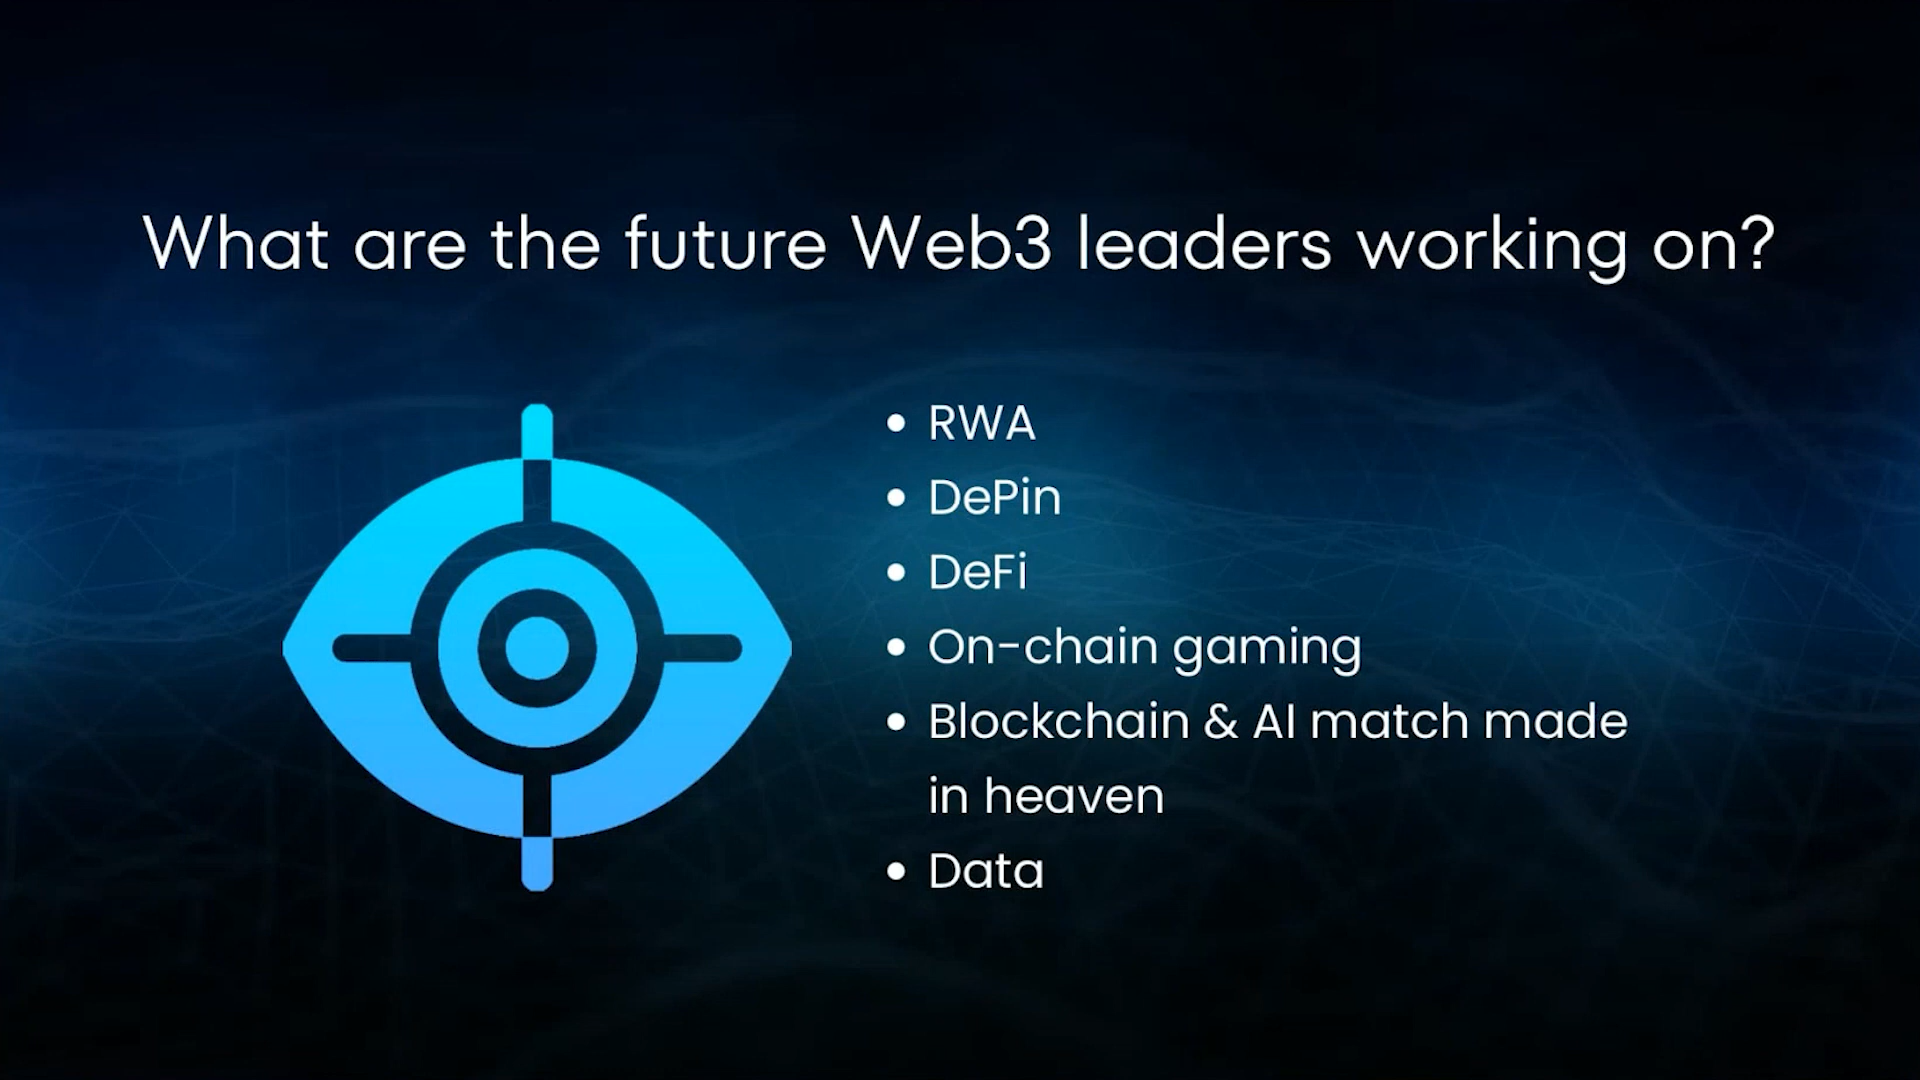 What are the future Web3 leaders working on?
• RWA
• DePin
• DeFi
• On-chain gaming
• Blockchain & AI match made
in heaven
• Data